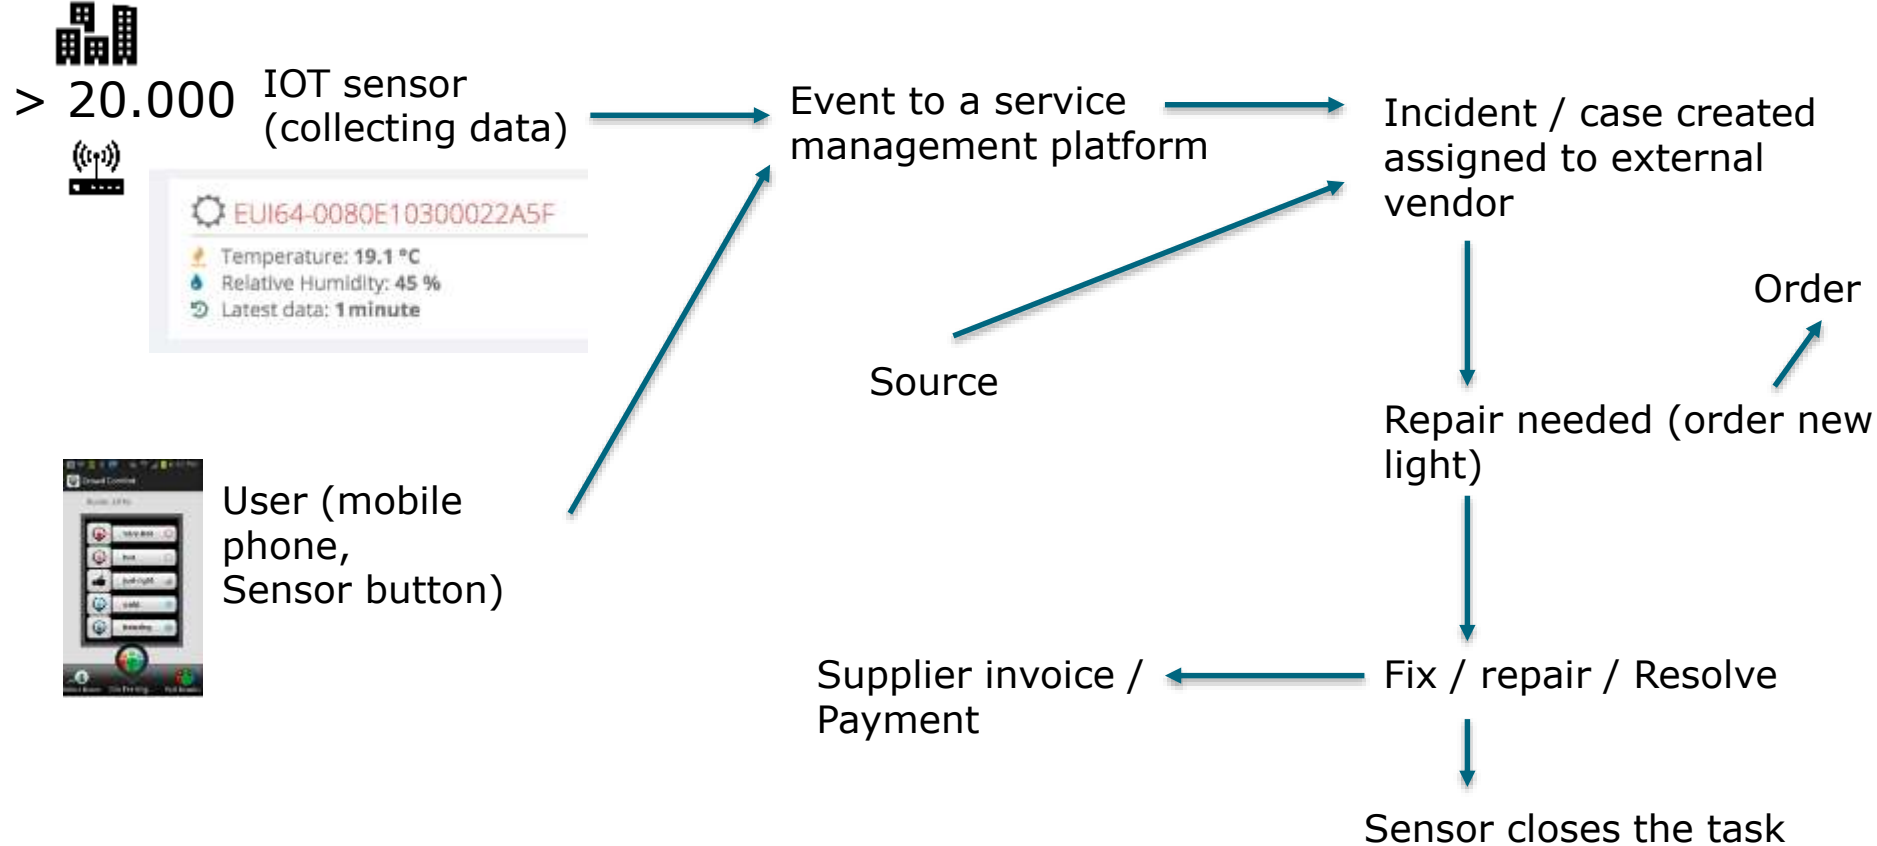 > 20.000
IOT sensor
(collecting data)
EUI64-0080E10300022A5F
Temperature: 19.1 °C
Relative Humidity: 45 %
Latest data: 1 minute
Event to a service
management platform
Incident / case created
assigned to external
vendor
Source
Order
Repair needed (order new
light)
User (mobile
phone,
Sensor button)
Supplier invoice /
Payment
Fix / repair / Resolve
Sensor closes the task